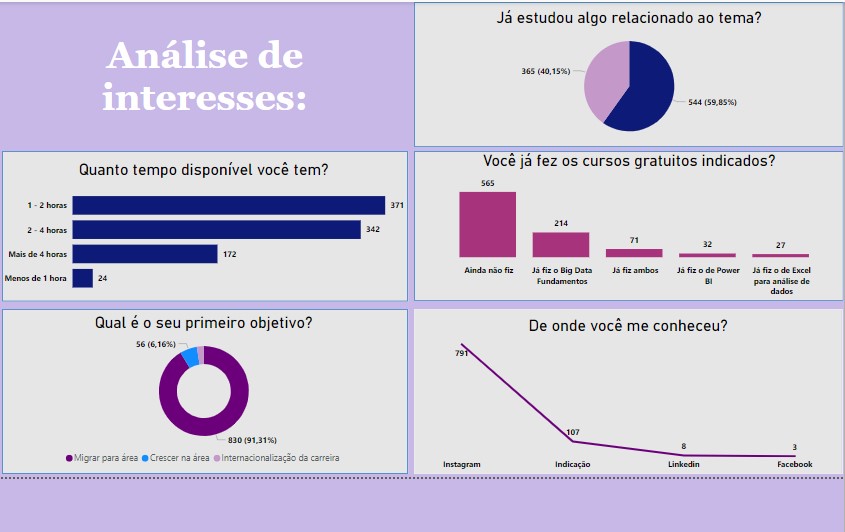 Análise de
interesses:
Já estudou algo relacionado ao tema?
365 (40,15%)
544 (59,85%)
Quanto tempo disponível você tem?
1 - 2 horas 371
2 - 4 horas 342
Mais de 4 horas 172
Menos de 1 hora 24
Você já fez os cursos gratuitos indicados?
565
214
71
32
27
Ainda não fiz
Já fiz o Big Data
Fundamentos
Já fiz ambos
Já fiz o de Power
BI
Já fiz o de Excel
para análise de
dados
Qual é o seu primeiro objetivo?
56 (6,16%)
830 (91,31%)
Migrar para área Crescer na área Internacionalização da carreira
De onde você me conheceu?
791
107
8
3
Instagram Indicação Linkedin Facebook